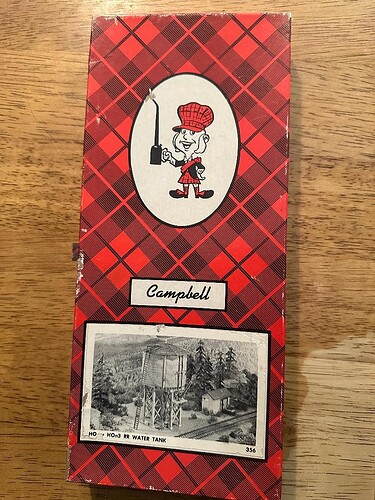 Campbell
HO HOn3 RR WATER TANK
356